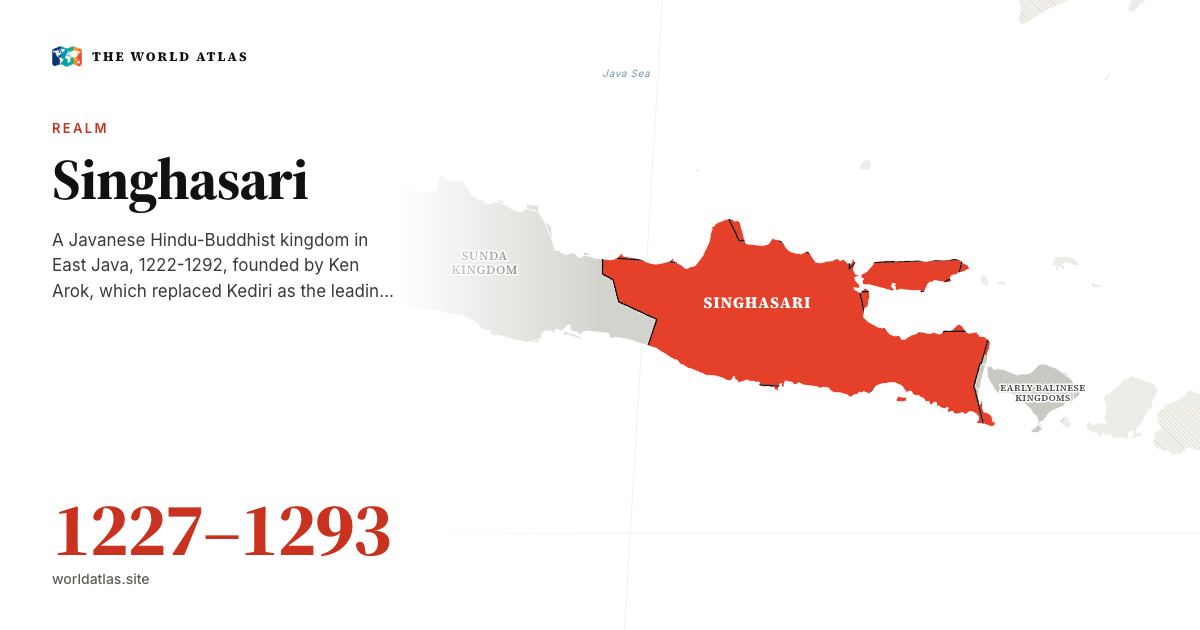 THE WORLD ATLAS
REALM
Singhasari
A Javanese Hindu-Buddhist kingdom in
East Java, 1222-1292, founded by Ken
Arok, which replaced Kediri as the leadin...
1227–1293
worldatlas.site
Java Sea
SUNDA
KINGDOM
SINGHASARI
EARLY BALINESE
KINGDOMS